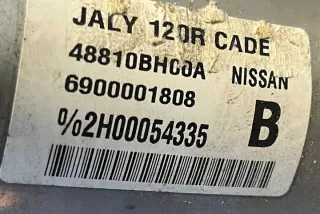 JALY 120R CADE
48810BH00A NISSAN
6900001808
%2H00054335 B